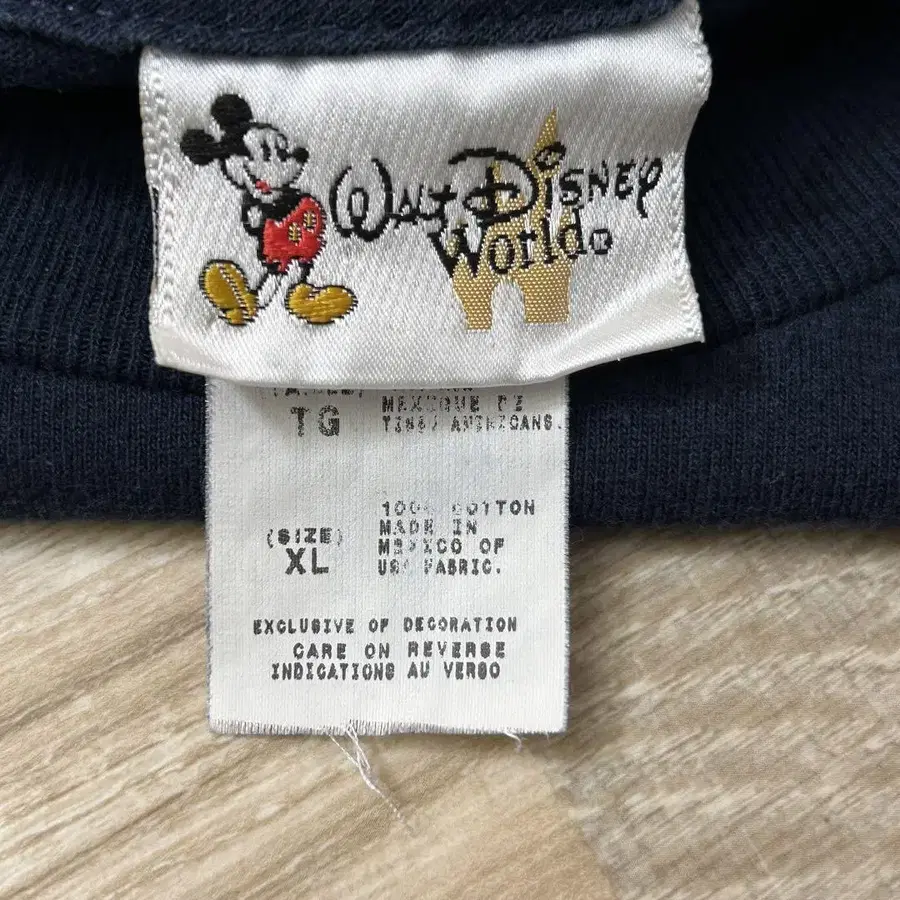 Walt Disney
World®
TG
MEXIQUE DE
TISSU AMERICANS.
(SIZE)
XL
100% COTTON
MADE IN
MEXICO OF
USA FABRIC.
EXCLUSIVE OF DECORATION
CARE ON REVERSE
INDICATIONS AU VERSO